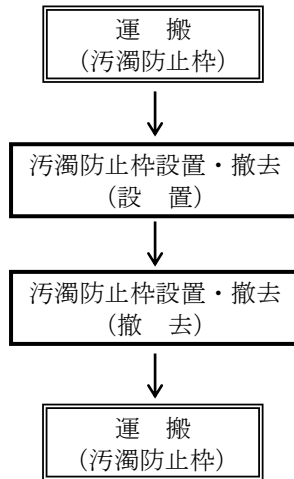 運　搬
（汚濁防止枠）
汚濁防止枠設置・撤去
（設　置）
汚濁防止枠設置・撤去
（撤　去）
運　搬
（汚濁防止枠）